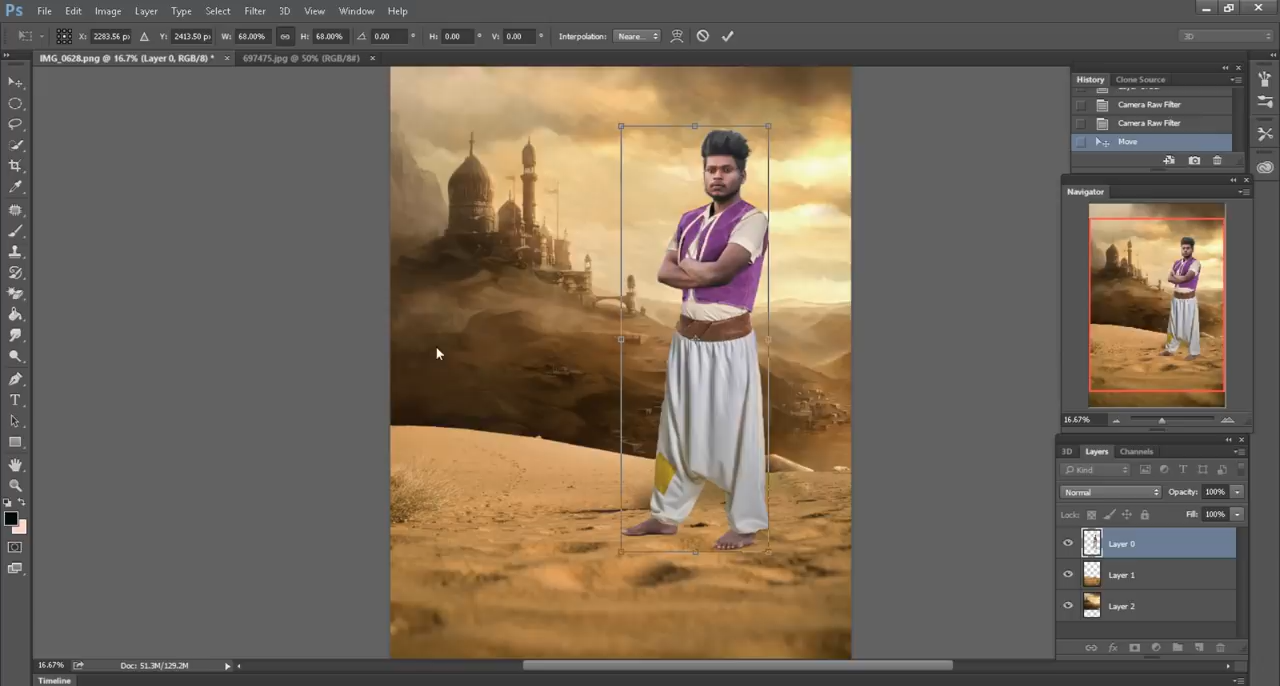 Ps File Edit Image Layer Type Select Filter 3D View Window Help
X: 2283.56 px Y: 2413.50 px W: 68.00% H: 68.00% 0.00 ° H: 0.00 ° V: 0.00 ° Interpolation: Neare... 3D
IMG_0628.png @ 16.7% (Layer 0, RGB/8) * × 697475.jpg @ 50% (RGB/8#) ×
History Clone Source
Camera Raw Filter
Camera Raw Filter
Move
Navigator
16.67%
3D Layers Channels
Kind
Normal Opacity: 100%
Lock: Fill: 100%
Layer 0
Layer 1
Layer 2
16.67% Doc: 51.3M/129.2M
Timeline